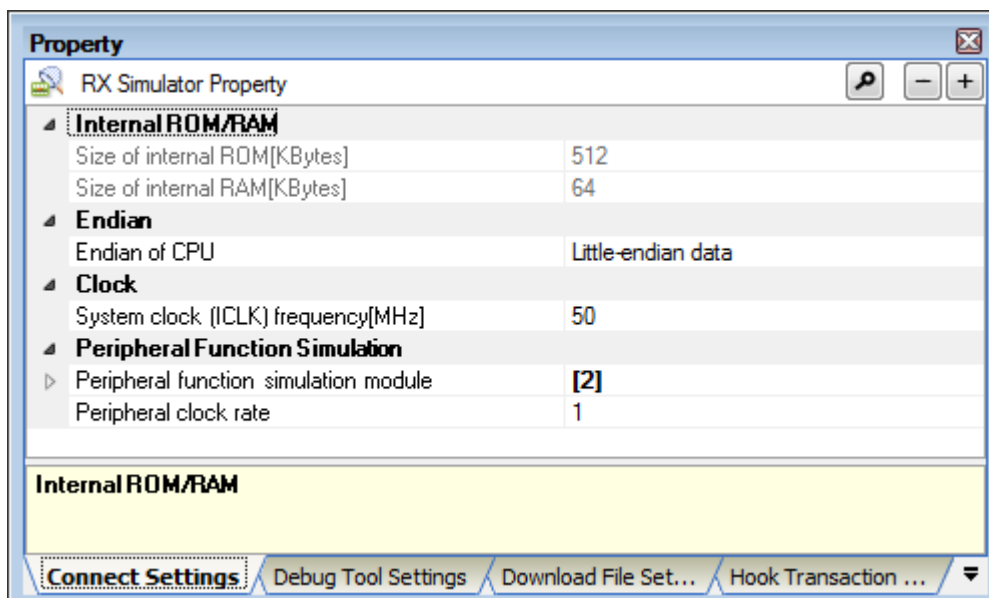 Property
RX Simulator Property
Internal ROM/RAM
Size of internal ROM[KBytes] 512
Size of internal RAM[KBytes] 64
Endian
Endian of CPU Little-endian data
Clock
System clock (ICLK) frequency[MHz] 50
Peripheral Function Simulation
Peripheral function simulation module [2]
Peripheral clock rate 1
Internal ROM/RAM
Connect Settings Debug Tool Settings Download File Set... Hook Transaction ...